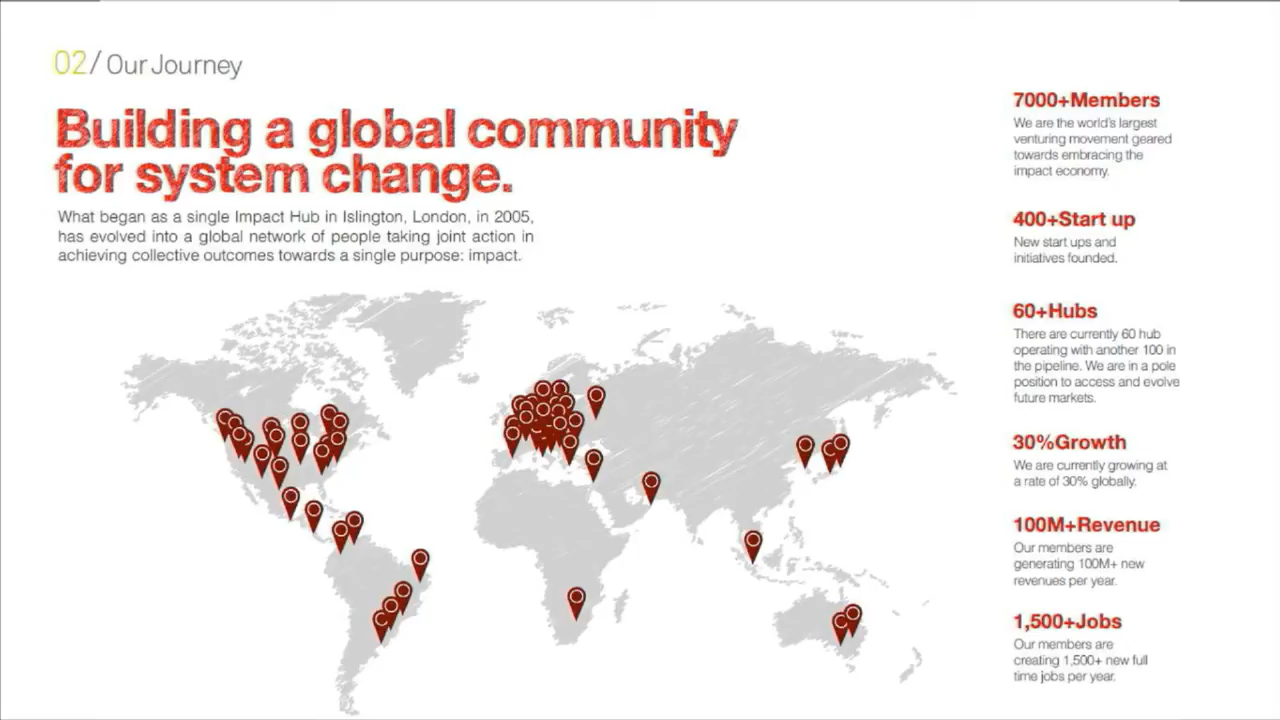 02/ Our Journey
Building a global community
for system change.
What began as a single Impact Hub in Islington, London, in 2005,
has evolved into a global network of people taking joint action in
achieving collective outcomes towards a single purpose: impact.
7000+Members
We are the world's largest
venturing movement geared
towards embracing the
impact economy.
400+Start up
New start ups and
initiatives founded.
60+Hubs
There are currently 60 hub
operating with another 100 in
the pipeline. We are in a pole
position to access and evolve
future markets.
30%Growth
We are currently growing at
a rate of 30% globally.
100M+Revenue
Our members are
generating 100M+ new
revenues per year.
1,500+Jobs
Our members are
creating 1,500+ new full
time jobs per year.